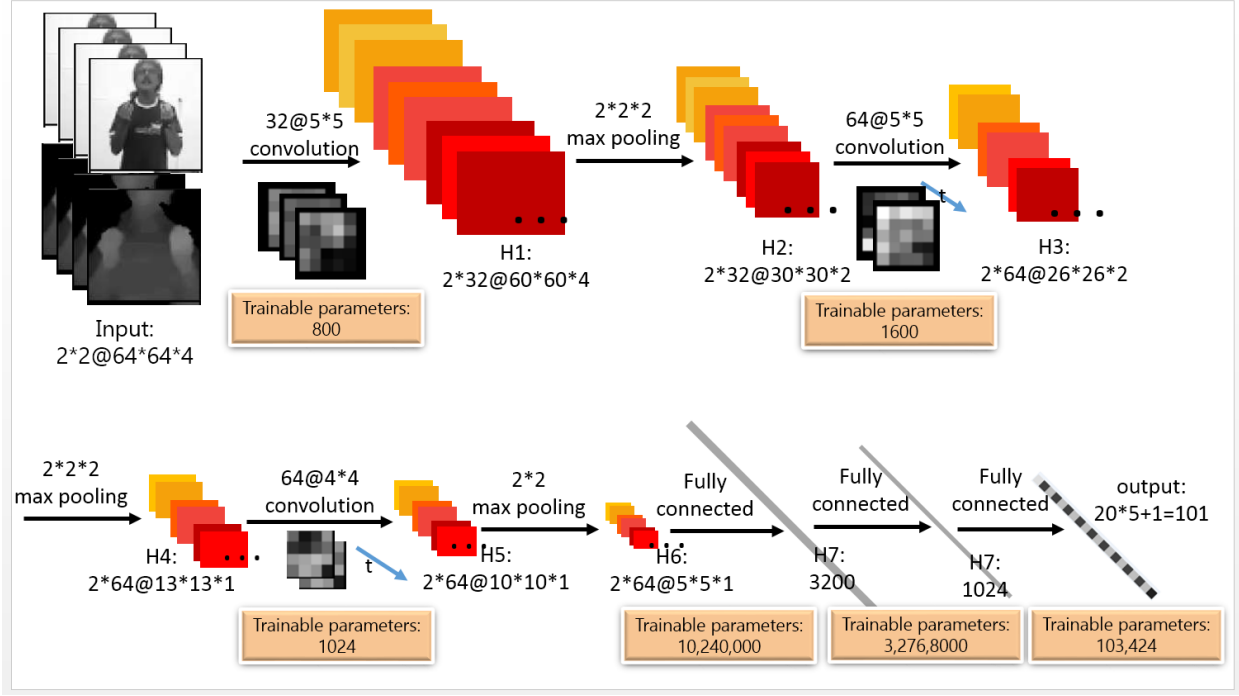 Input:
2*2@64*64*4
32@5*5
convolution
Trainable parameters:
800
H1:
2*32@60*60*4
2*2*2
max pooling
H2:
2*32@30*30*2
64@5*5
convolution
t
Trainable parameters:
1600
H3:
2*64@26*26*2
2*2*2
max pooling
H4:
2*64@13*13*1
64@4*4
convolution
t
Trainable parameters:
1024
H5:
2*64@10*10*1
2*2
max pooling
H6:
2*64@5*5*1
Fully
connected
Trainable parameters:
10,240,000
H7:
3200
Fully
connected
Trainable parameters:
3,276,8000
H7:
1024
Fully
connected
Trainable parameters:
103,424
output:
20*5+1=101